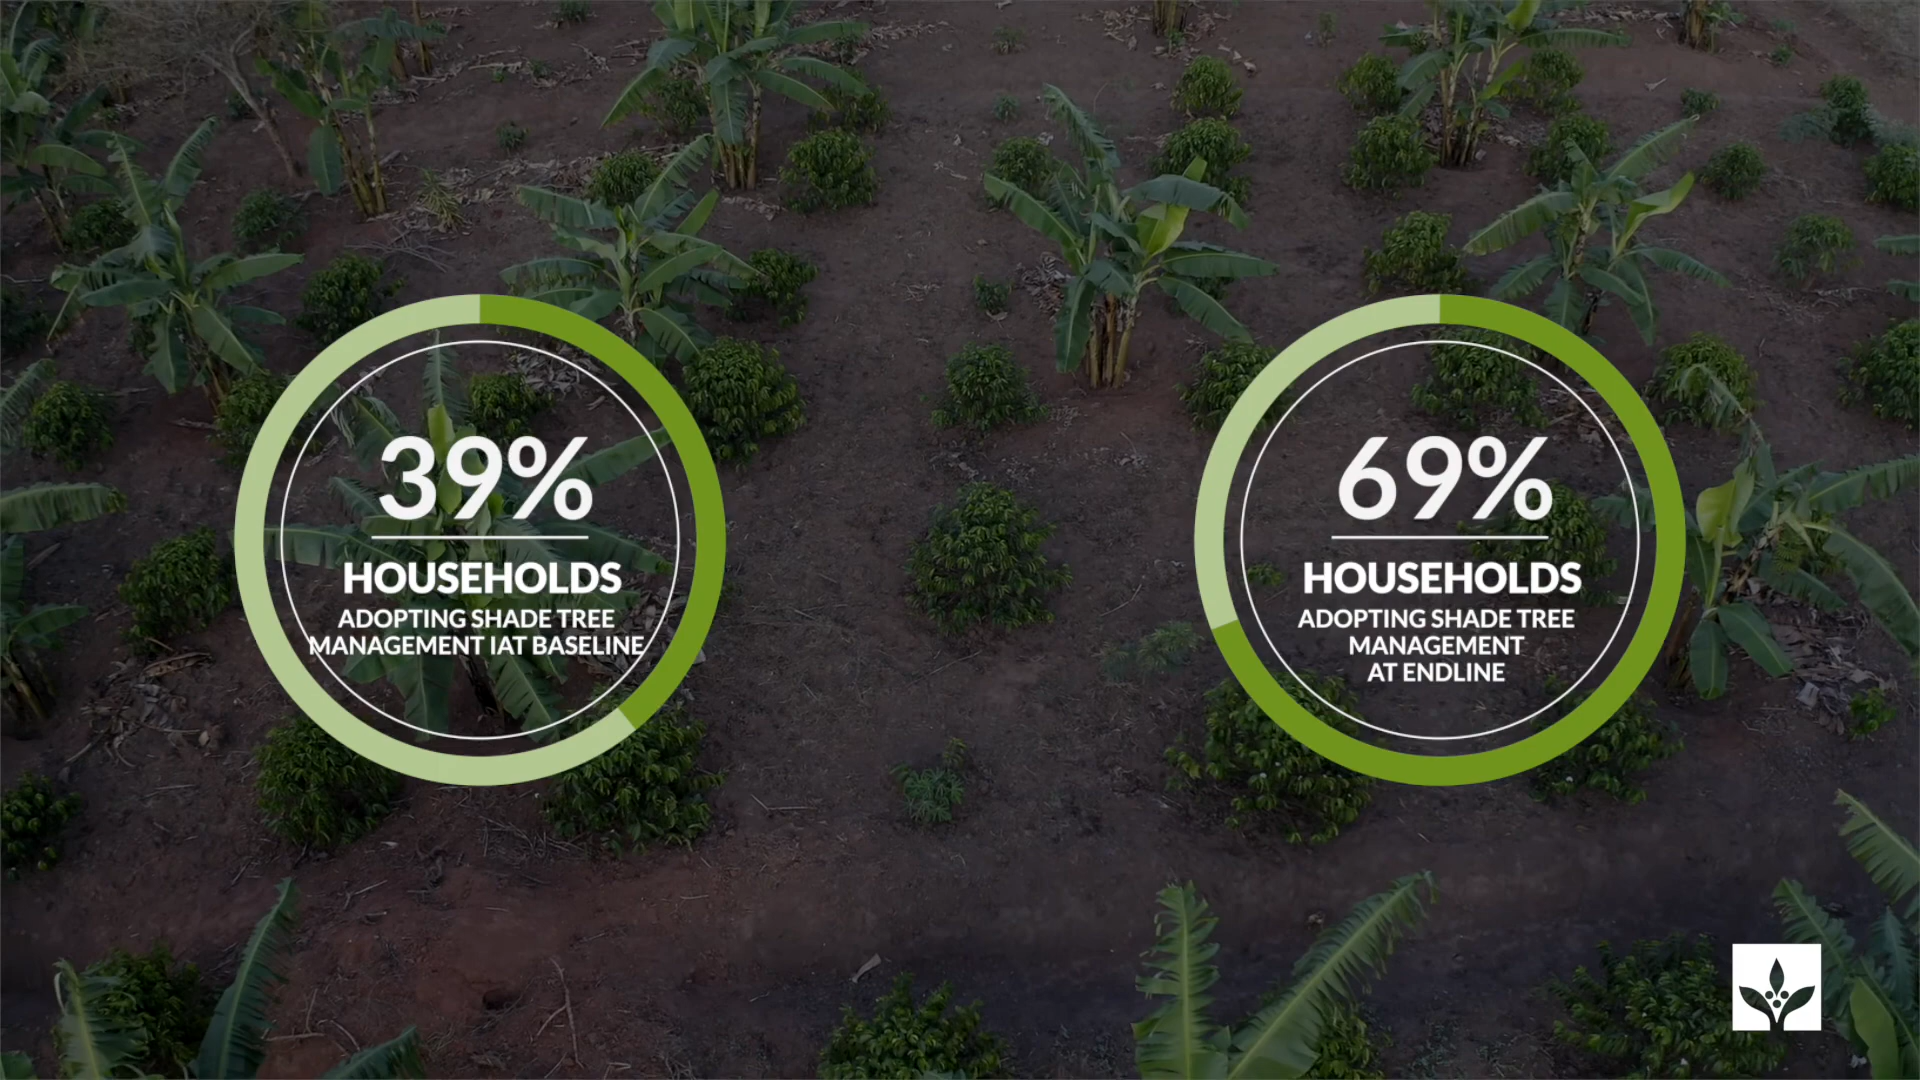 39%
HOUSEHOLDS
ADOPTING SHADE TREE
MANAGEMENT IAT BASELINE
69%
HOUSEHOLDS
ADOPTING SHADE TREE
MANAGEMENT
AT ENDLINE